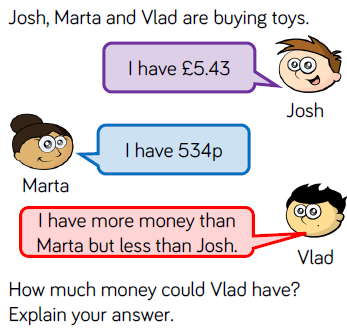 Josh, Marta and Vlad are buying toys.
I have £5.43
Josh
I have 534p
Marta
I have more money than
Marta but less than Josh.
Vlad
How much money could Vlad have?
Explain your answer.